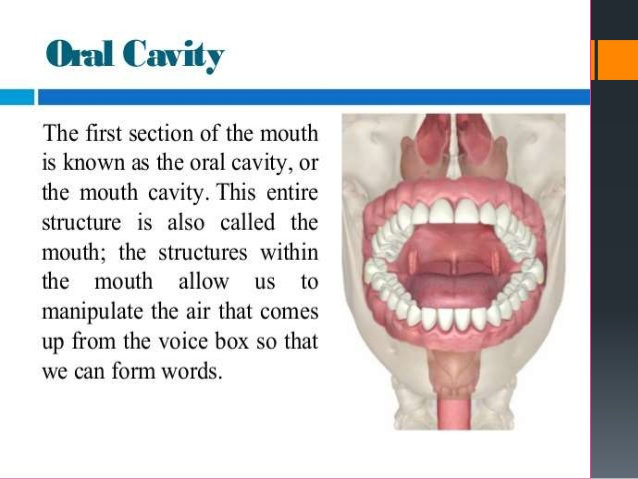 Oral Cavity
The first section of the mouth
is known as the oral cavity, or
the mouth cavity. This entire
structure is also called the
mouth; the structures within
the mouth allow us to
manipulate the air that comes
up from the voice box so that
we can form words.